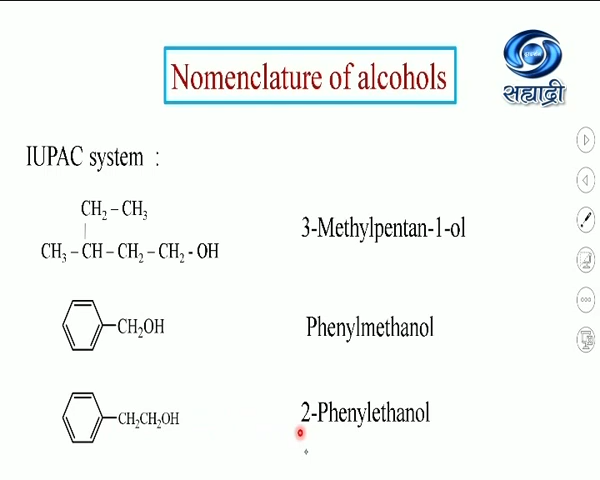 Nomenclature of alcohols
सह्याद्री
IUPAC system :
CH₂ – CH₃
CH₃ – CH – CH₂ – CH₂ - OH
3-Methylpentan-1-ol
CH₂OH
Phenylmethanol
CH₂CH₂OH
2-Phenylethanol